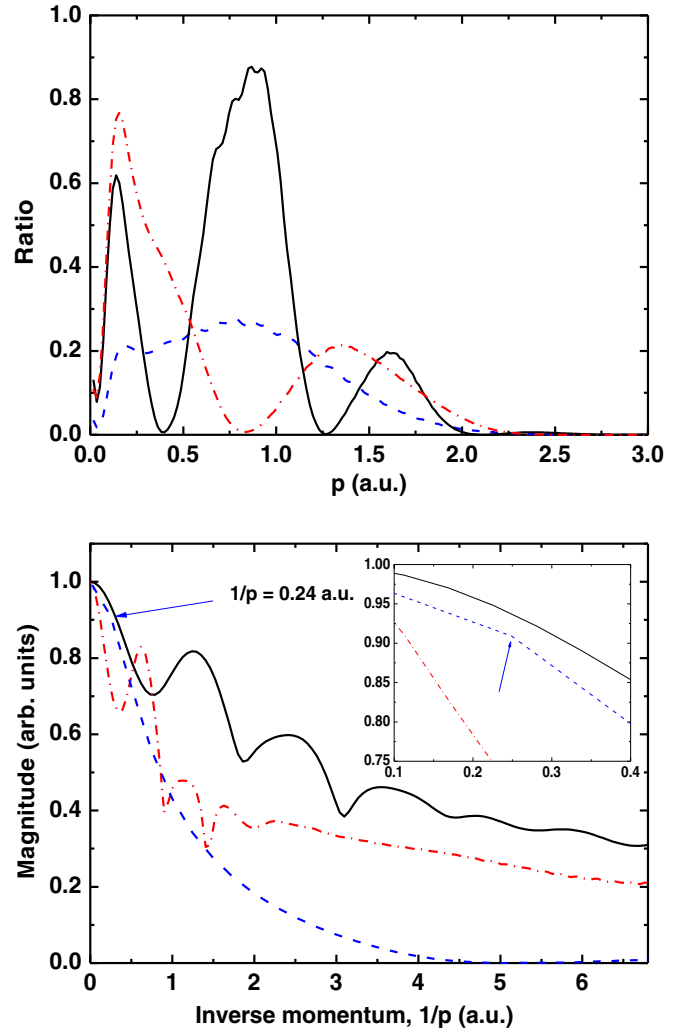 Ratio
1.0
0.8
0.6
0.4
0.2
0.0
0.0 0.5 1.0 1.5 2.0 2.5 3.0
p (a.u.)
Magnitude (arb. units)
1.0
0.8
0.6
0.4
0.2
0.0
1/p = 0.24 a.u.
1.00
0.95
0.90
0.85
0.80
0.75
0.1 0.2 0.3 0.4
0 1 2 3 4 5 6
Inverse momentum, 1/p (a.u.)